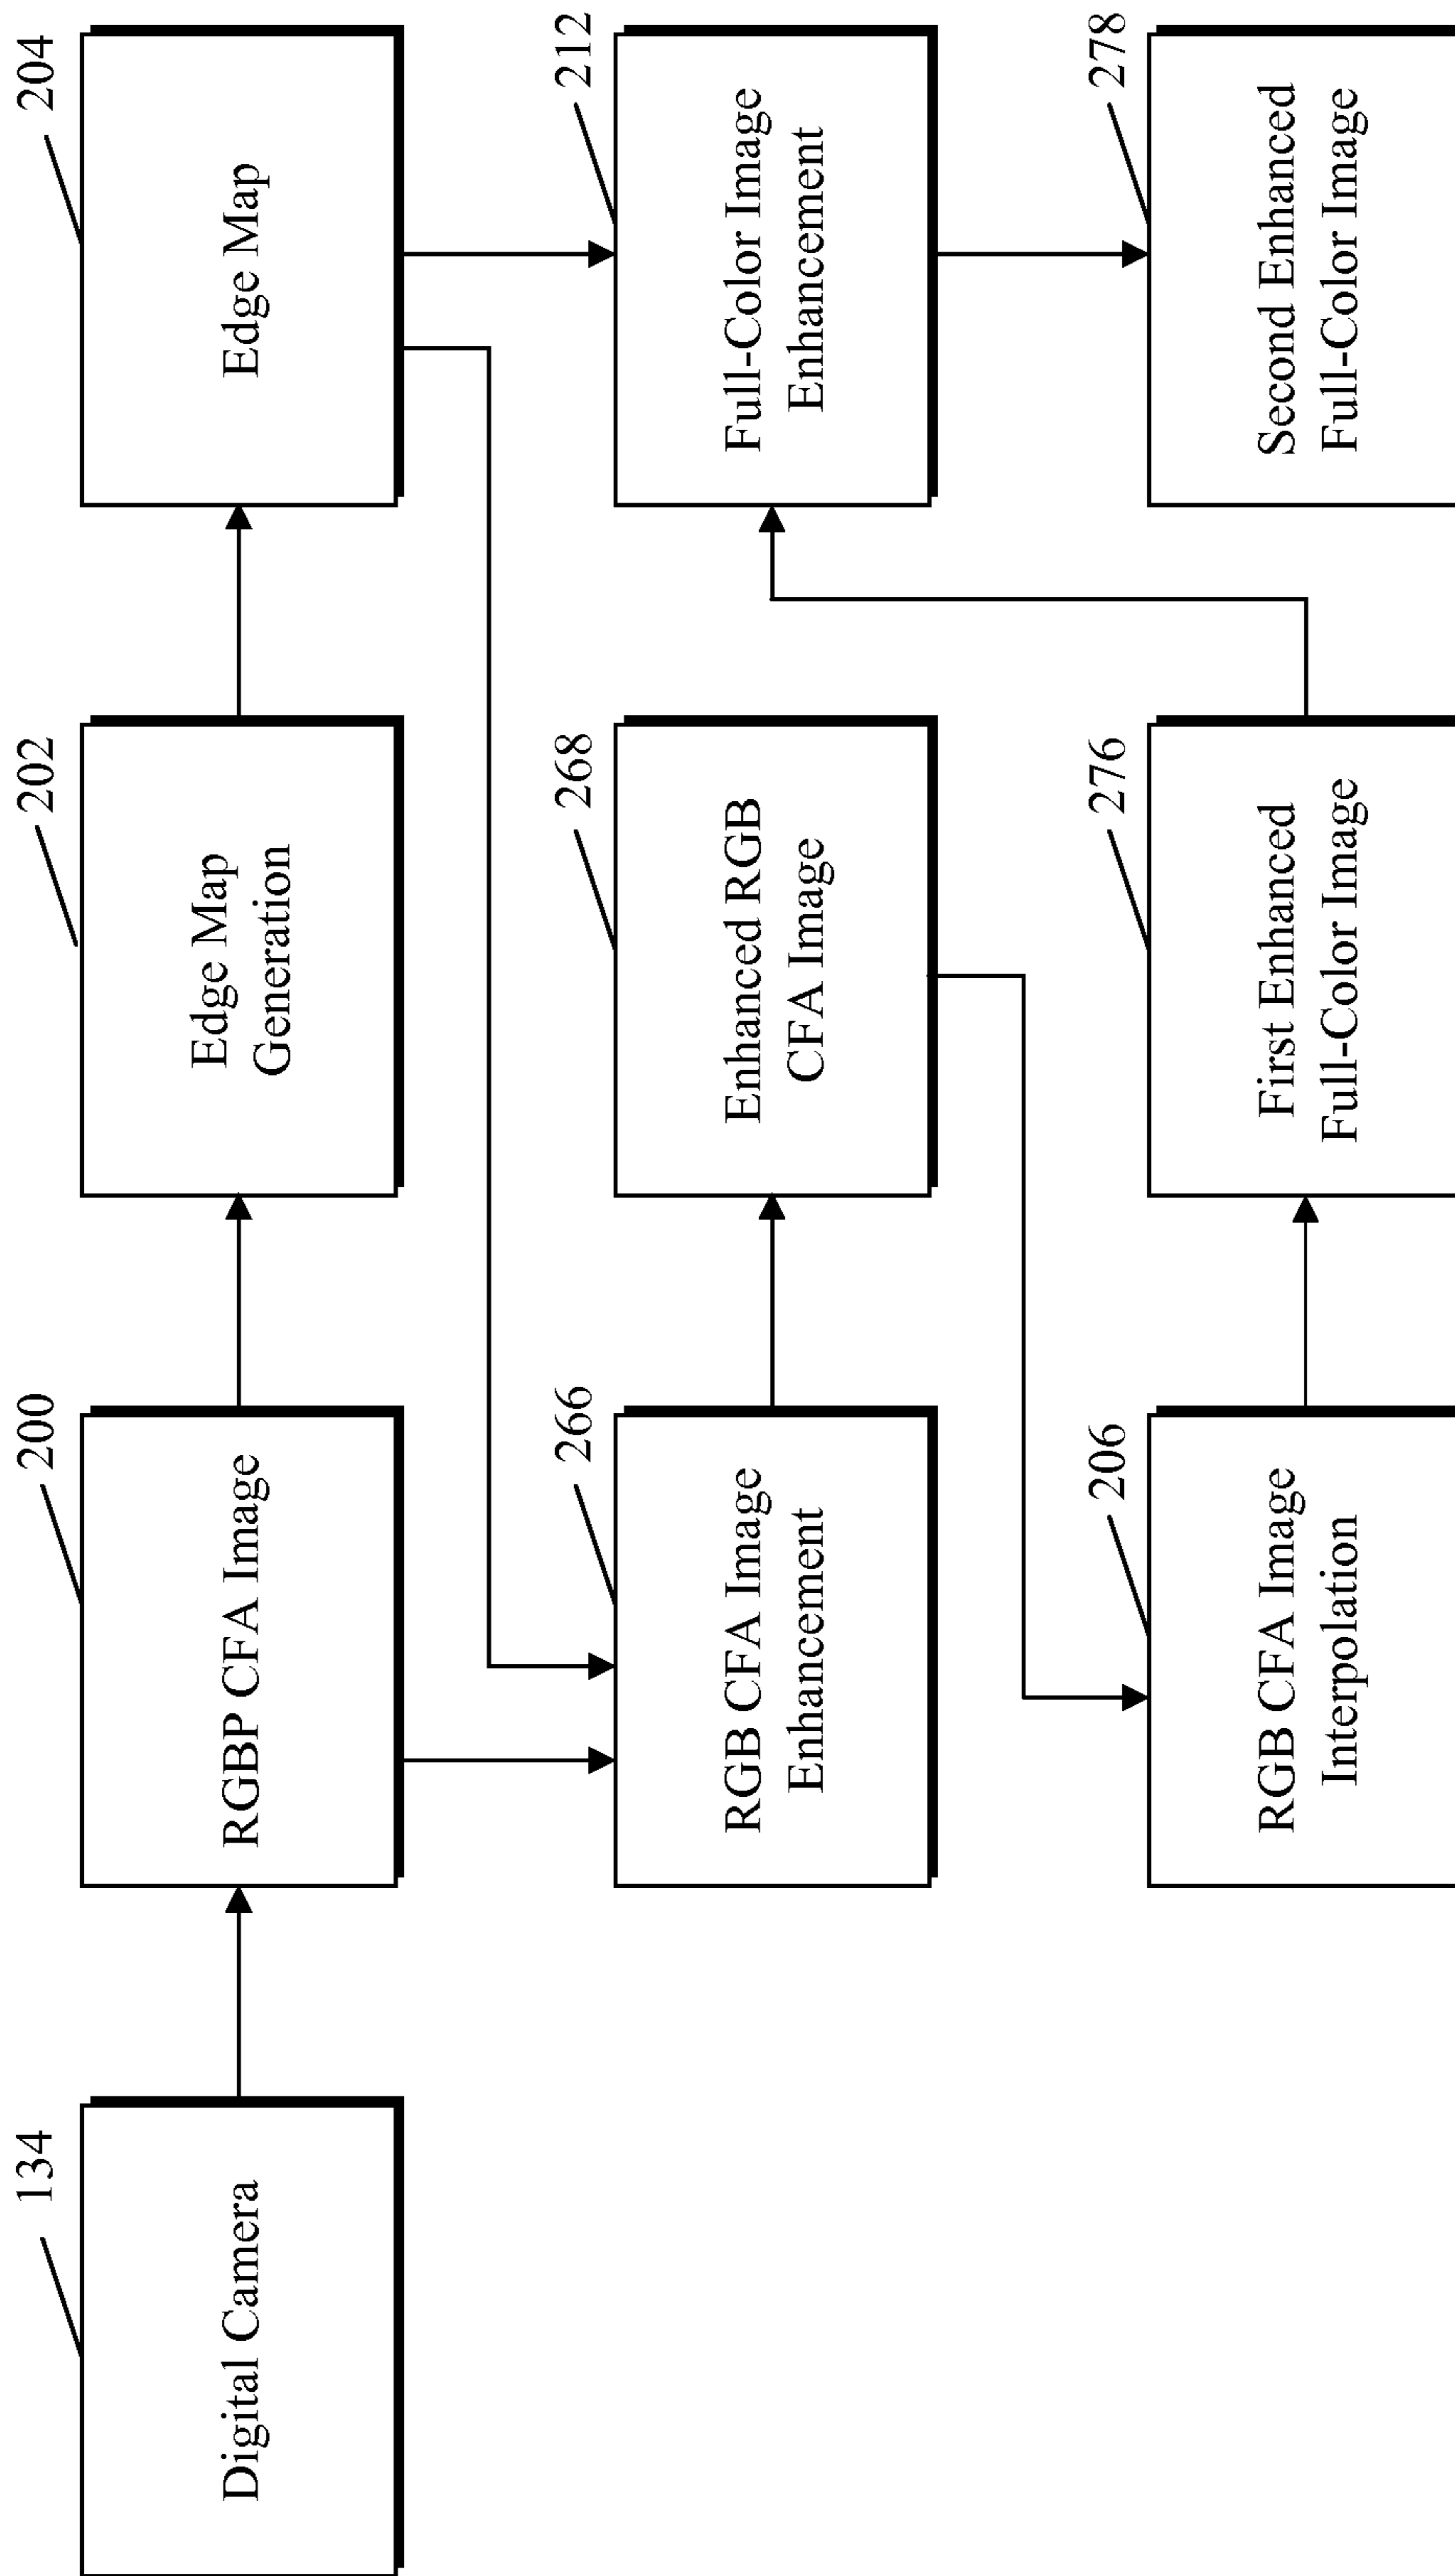 134
Digital Camera
200
RGBP CFA Image
202
Edge Map
Generation
204
Edge Map
266
RGB CFA Image
Enhancement
268
Enhanced RGB
CFA Image
212
Full-Color Image
Enhancement
206
RGB CFA Image
Interpolation
276
First Enhanced
Full-Color Image
278
Second Enhanced
Full-Color Image